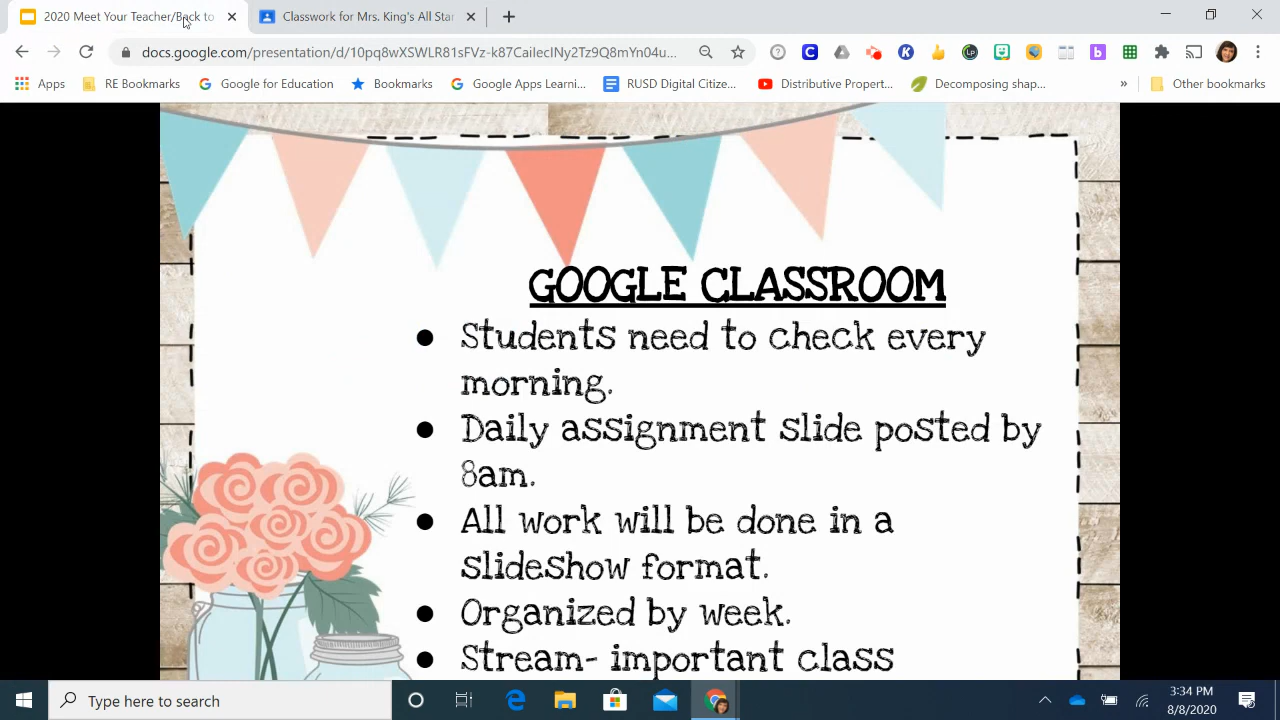 2020 Meet Your Teacher/Back to
Classwork for Mrs. King's All Star
docs.google.com/presentation/d/10pq8wXSWLR81sFVz-k87CaiIecINy2Tz9Q8mYn04u...
Apps
RE Bookmarks
Google for Education
Bookmarks
Google Apps Learni...
RUSD Digital Citize...
Distributive Propert...
Decomposing shap...
»
Other bookmarks
GOOGLE CLASSROOM
● Students need to check every
morning.
● Daily assignment slide posted by
8am.
● All work will be done in a
slideshow format.
● Organized by week.
● Stream- important class
Type here to search
3:34 PM
8/8/2020